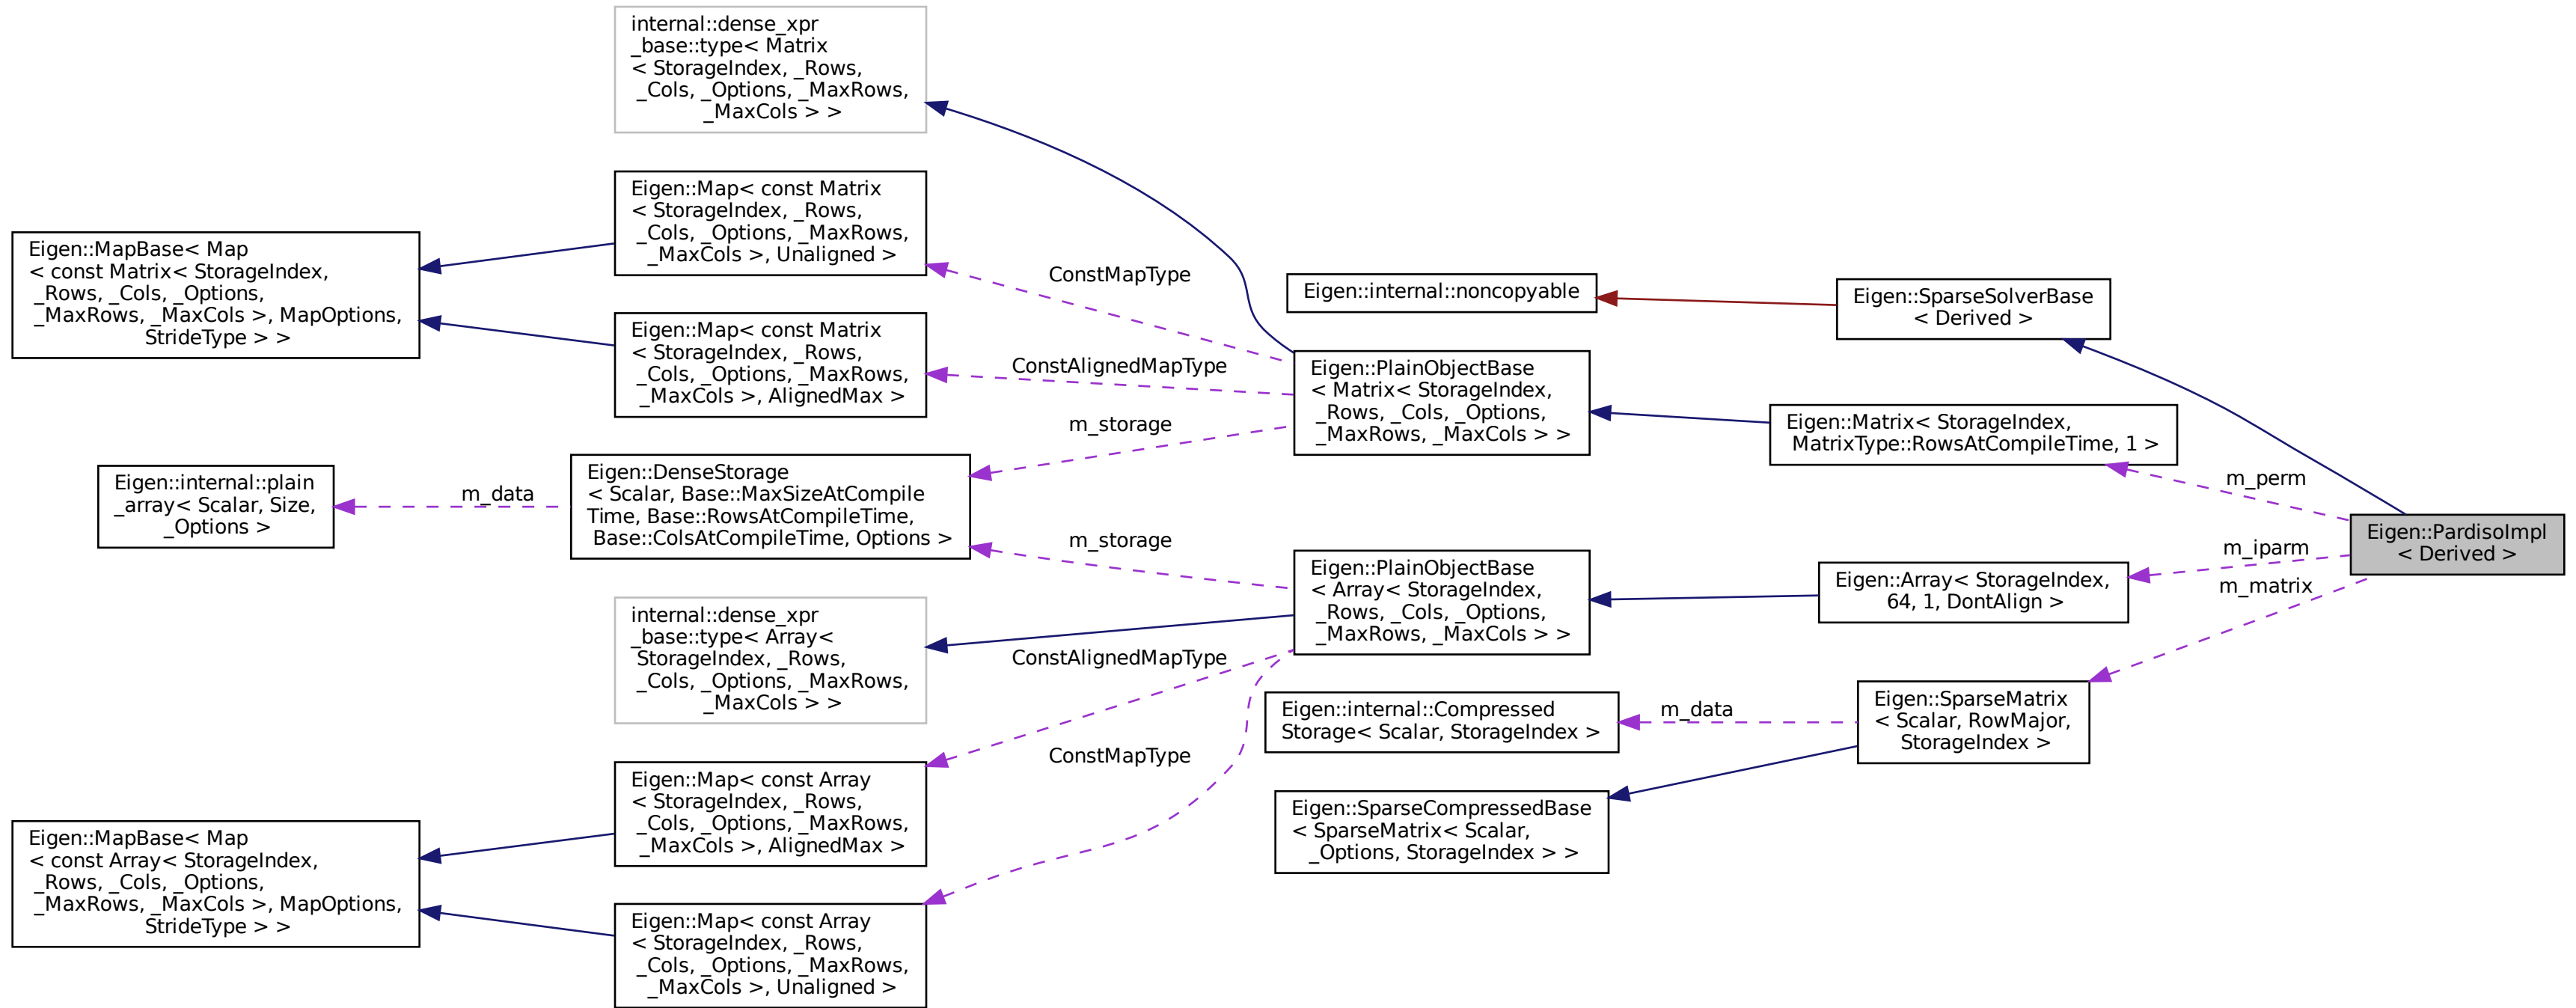 internal::dense_xpr
_base::type< Matrix
< StorageIndex, _Rows,
_Cols, _Options, _MaxRows,
_MaxCols > >
Eigen::Map< const Matrix
< StorageIndex, _Rows,
_Cols, _Options, _MaxRows,
_MaxCols >, Unaligned >
Eigen::MapBase< Map
< const Matrix< StorageIndex,
_Rows, _Cols, _Options,
_MaxRows, _MaxCols >, MapOptions,
StrideType > >
Eigen::Map< const Matrix
< StorageIndex, _Rows,
_Cols, _Options, _MaxRows,
_MaxCols >, AlignedMax >
ConstMapType
ConstAlignedMapType
m_storage
Eigen::internal::noncopyable
Eigen::SparseSolverBase
< Derived >
Eigen::PlainObjectBase
< Matrix< StorageIndex,
_Rows, _Cols, _Options,
_MaxRows, _MaxCols > >
Eigen::Matrix< StorageIndex,
MatrixType::RowsAtCompileTime, 1 >
m_perm
Eigen::internal::plain
_array< Scalar, Size,
_Options >
m_data
Eigen::DenseStorage
< Scalar, Base::MaxSizeAtCompile
Time, Base::RowsAtCompileTime,
Base::ColsAtCompileTime, Options >
m_storage
Eigen::PardisoImpl
< Derived >
m_iparm
m_matrix
Eigen::PlainObjectBase
< Array< StorageIndex,
_Rows, _Cols, _Options,
_MaxRows, _MaxCols > >
Eigen::Array< StorageIndex,
64, 1, DontAlign >
internal::dense_xpr
_base::type< Array<
StorageIndex, _Rows,
_Cols, _Options, _MaxRows,
_MaxCols > >
ConstAlignedMapType
ConstMapType
Eigen::internal::Compressed
Storage< Scalar, StorageIndex >
m_data
Eigen::SparseMatrix
< Scalar, RowMajor,
StorageIndex >
Eigen::SparseCompressedBase
< SparseMatrix< Scalar,
_Options, StorageIndex > >
Eigen::Map< const Array
< StorageIndex, _Rows,
_Cols, _Options, _MaxRows,
_MaxCols >, AlignedMax >
Eigen::MapBase< Map
< const Array< StorageIndex,
_Rows, _Cols, _Options,
_MaxRows, _MaxCols >, MapOptions,
StrideType > >
Eigen::Map< const Array
< StorageIndex, _Rows,
_Cols, _Options, _MaxRows,
_MaxCols >, Unaligned >